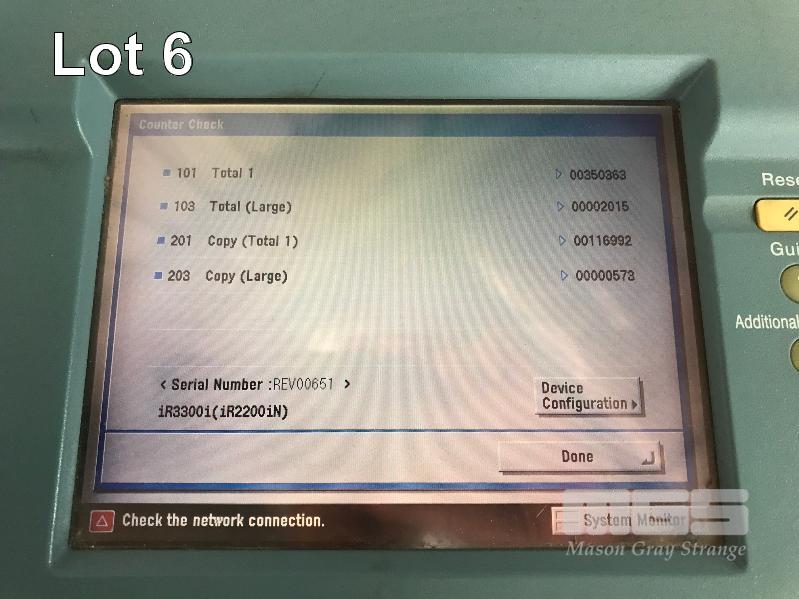 Lot 6
Counter Check
101 Total 1 00350363
103 Total (Large) 00002015
201 Copy (Total 1) 00116992
203 Copy (Large) 00000573
< Serial Number :REV00651 >
iR3300i(iR2200iN)
Device
Configuration
Done
Check the network connection.
System Monitor
MGS
Mason Gray Strange
Rese
Gui
Additional